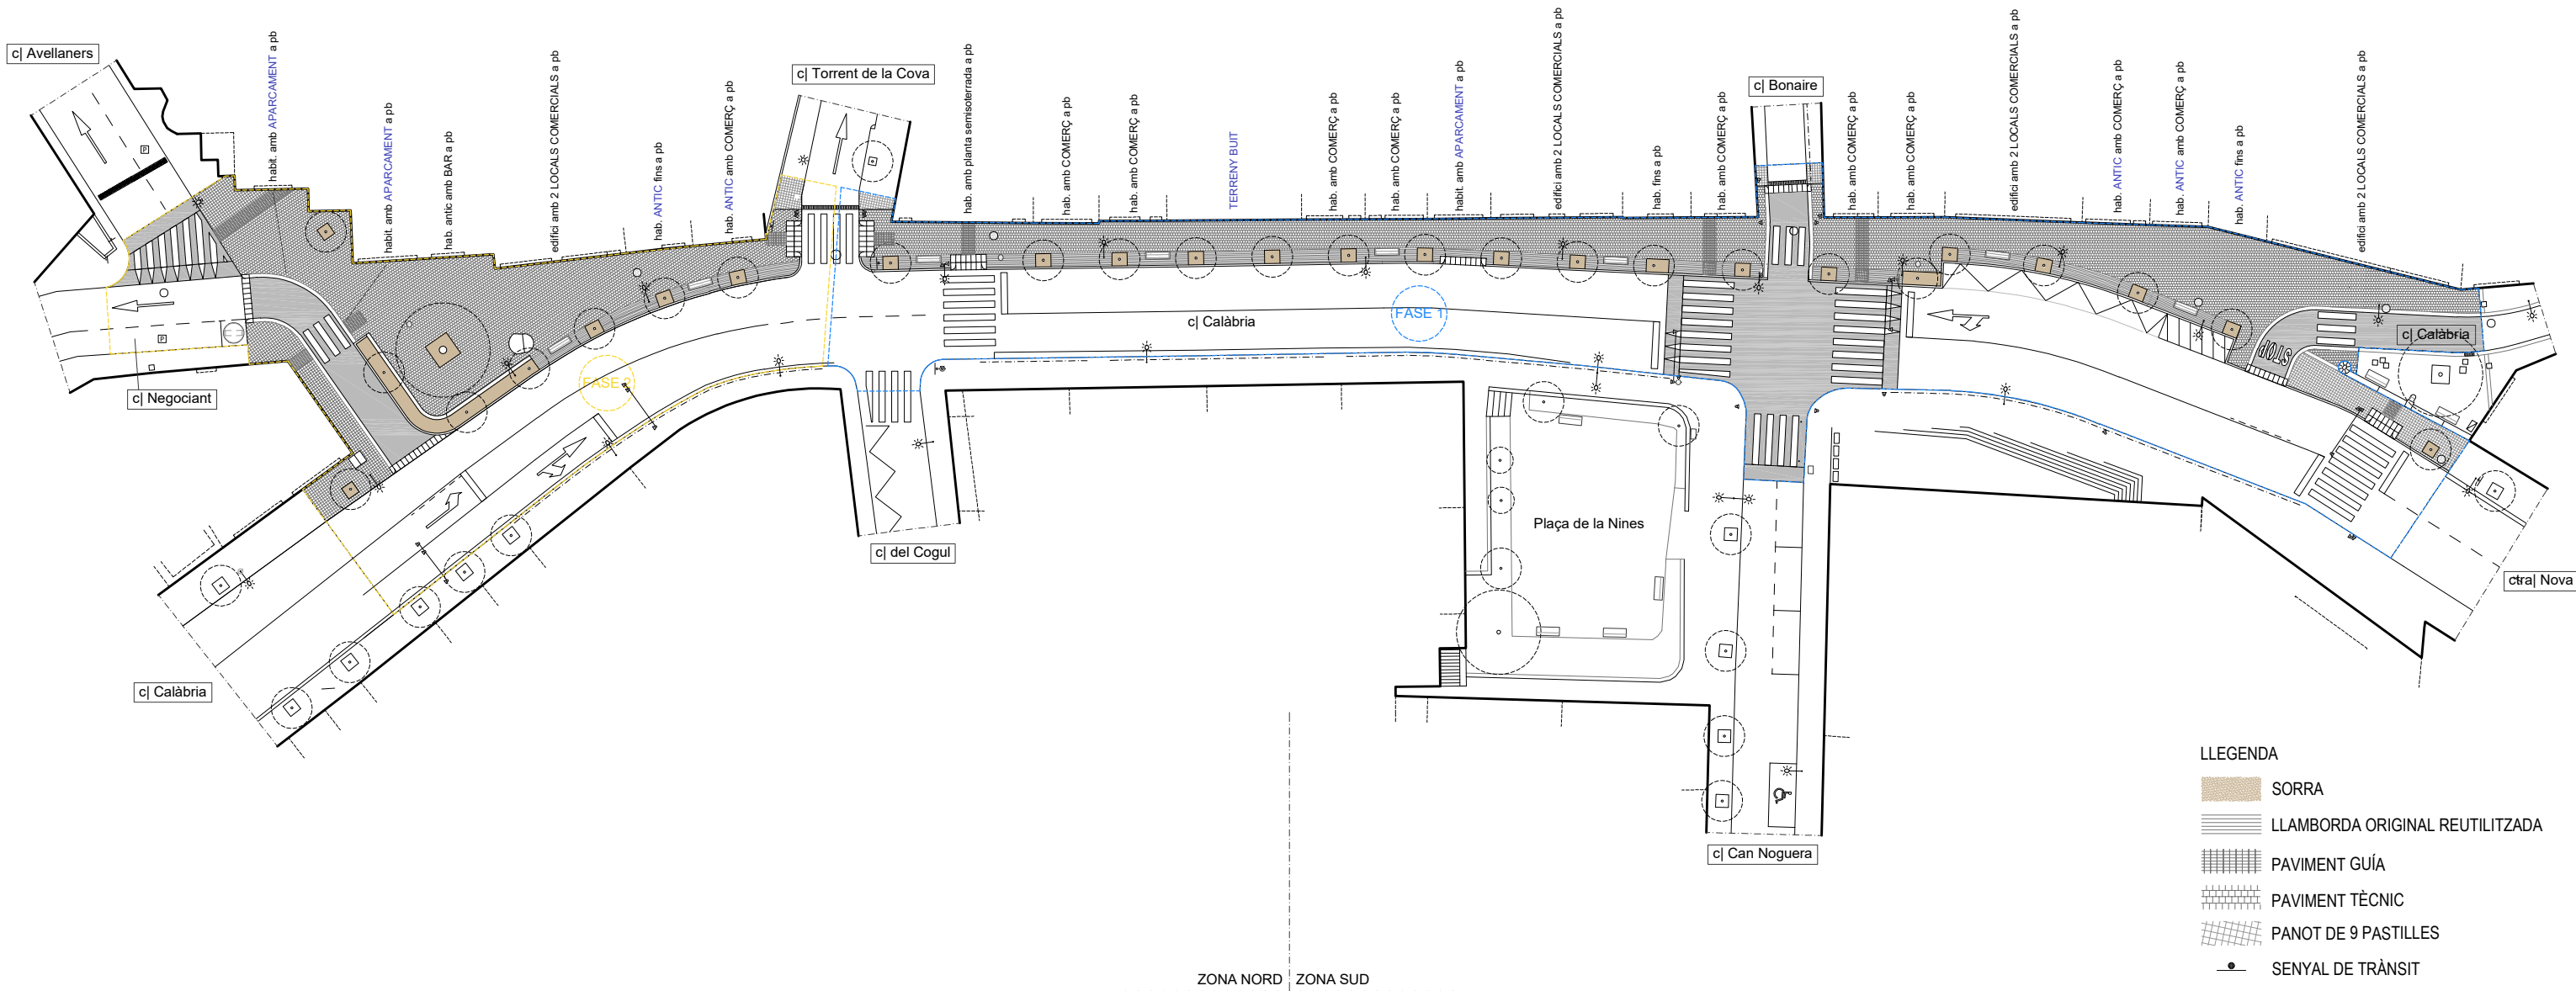 c| Avellaners
habit. amb APARCAMENT a pb
habit. amb APARCAMENT a pb
hab. antic amb BAR a pb
edifici amb 2 LOCALS COMERCIALS a pb
hab. ANTIC fins a pb
hab. ANTIC amb COMERÇ a pb
c| Torrent de la Cova
hab. amb planta semisoterrada a pb
hab. amb COMERÇ a pb
hab. amb COMERÇ a pb
TERRENY BUIT
hab. amb COMERÇ a pb
hab. amb COMERÇ a pb
habit. amb APARCAMENT a pb
edifici amb 2 LOCALS COMERCIALS a pb
hab. fins a pb
hab. amb COMERÇ a pb
c| Bonaire
hab. amb COMERÇ a pb
hab. amb COMERÇ a pb
edifici amb 2 LOCALS COMERCIALS a pb
hab. ANTIC amb COMERÇ a pb
hab. ANTIC amb COMERÇ a pb
hab. ANTIC fins a pb
edifici amb 2 LOCALS COMERCIALS a pb
P
P
c| Negociant
FASE 2
c| Calàbria
FASE 1
STOP
c| Calàbria
c| del Cogul
Plaça de la Nines
c| Calàbria
c| Can Noguera
Nova
LLEGENDA
SORRA
LLAMBORDA ORIGINAL REUTILITZADA
PAVIMENT GUÍA
PAVIMENT TÈCNIC
PANOT DE 9 PASTILLES
SENYAL DE TRÀNSIT
ZONA NORD
ZONA SUD